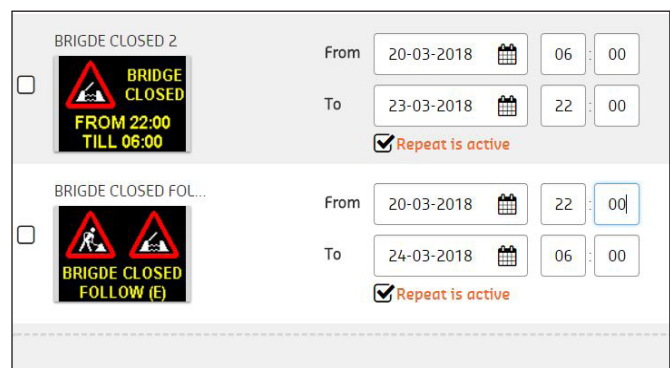 BRIGDE CLOSED 2
BRIDGE
CLOSED
FROM 22:00
TILL 06:00
From 20-03-2018 06 : 00
To 23-03-2018 22 : 00
Repeat is active
BRIGDE CLOSED FOL...
BRIGDE CLOSED
FOLLOW (E)
From 20-03-2018 22 : 00
To 24-03-2018 06 : 00
Repeat is active